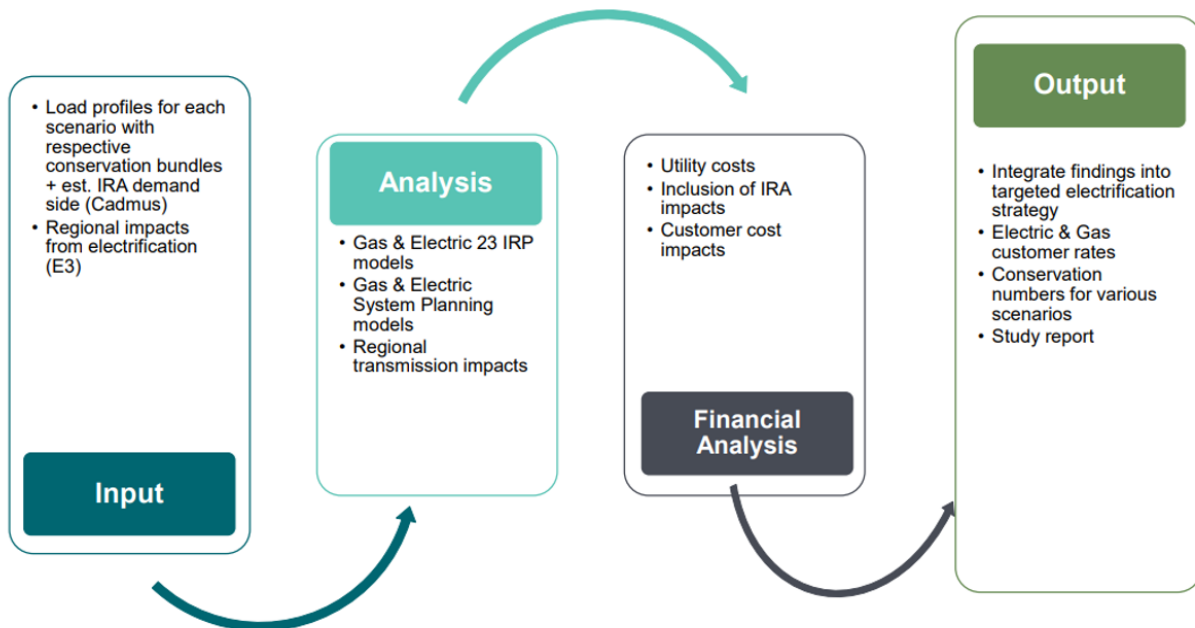 • Load profiles for each
scenario with
respective
conservation bundles
+ est. IRA demand
side (Cadmus)
• Regional impacts
from electrification
(E3)
Input
Analysis
• Gas & Electric 23 IRP
models
• Gas & Electric
System Planning
models
• Regional
transmission impacts
• Utility costs
• Inclusion of IRA
impacts
• Customer cost
impacts
Financial
Analysis
Output
• Integrate findings into
targeted electrification
strategy
• Electric & Gas
customer rates
• Conservation
numbers for various
scenarios
• Study report